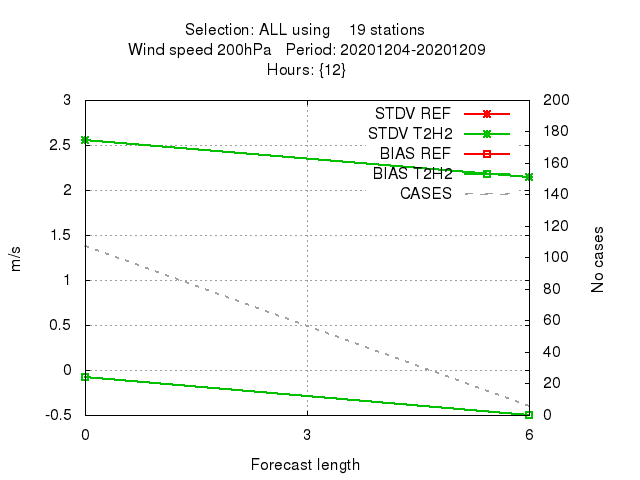 Selection: ALL using    19 stations
Wind speed 200hPa   Period: 20201204-20201209
Hours: {12}
3
2.5
2
1.5
1
0.5
0
-0.5
m/s
200
180
160
140
120
100
80
60
40
20
0
No cases
STDV REF
STDV T2H2
BIAS REF
BIAS T2H2
CASES
0
3
6
Forecast length